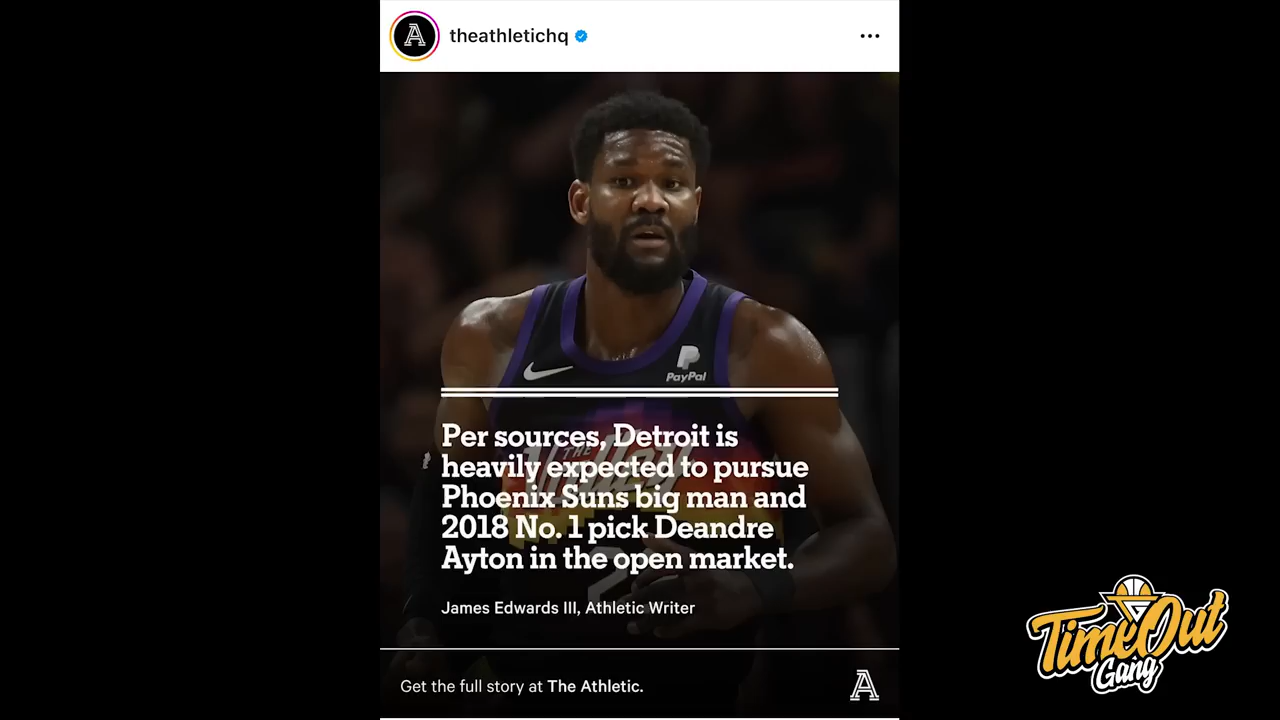 theathletichq
PayPal
Per sources, Detroit is
heavily expected to pursue
Phoenix Suns big man and
2018 No. 1 pick Deandre
Ayton in the open market.
THE
Valley
James Edwards III, Athletic Writer
Get the full story at The Athletic.
A
TimeOut
Gang